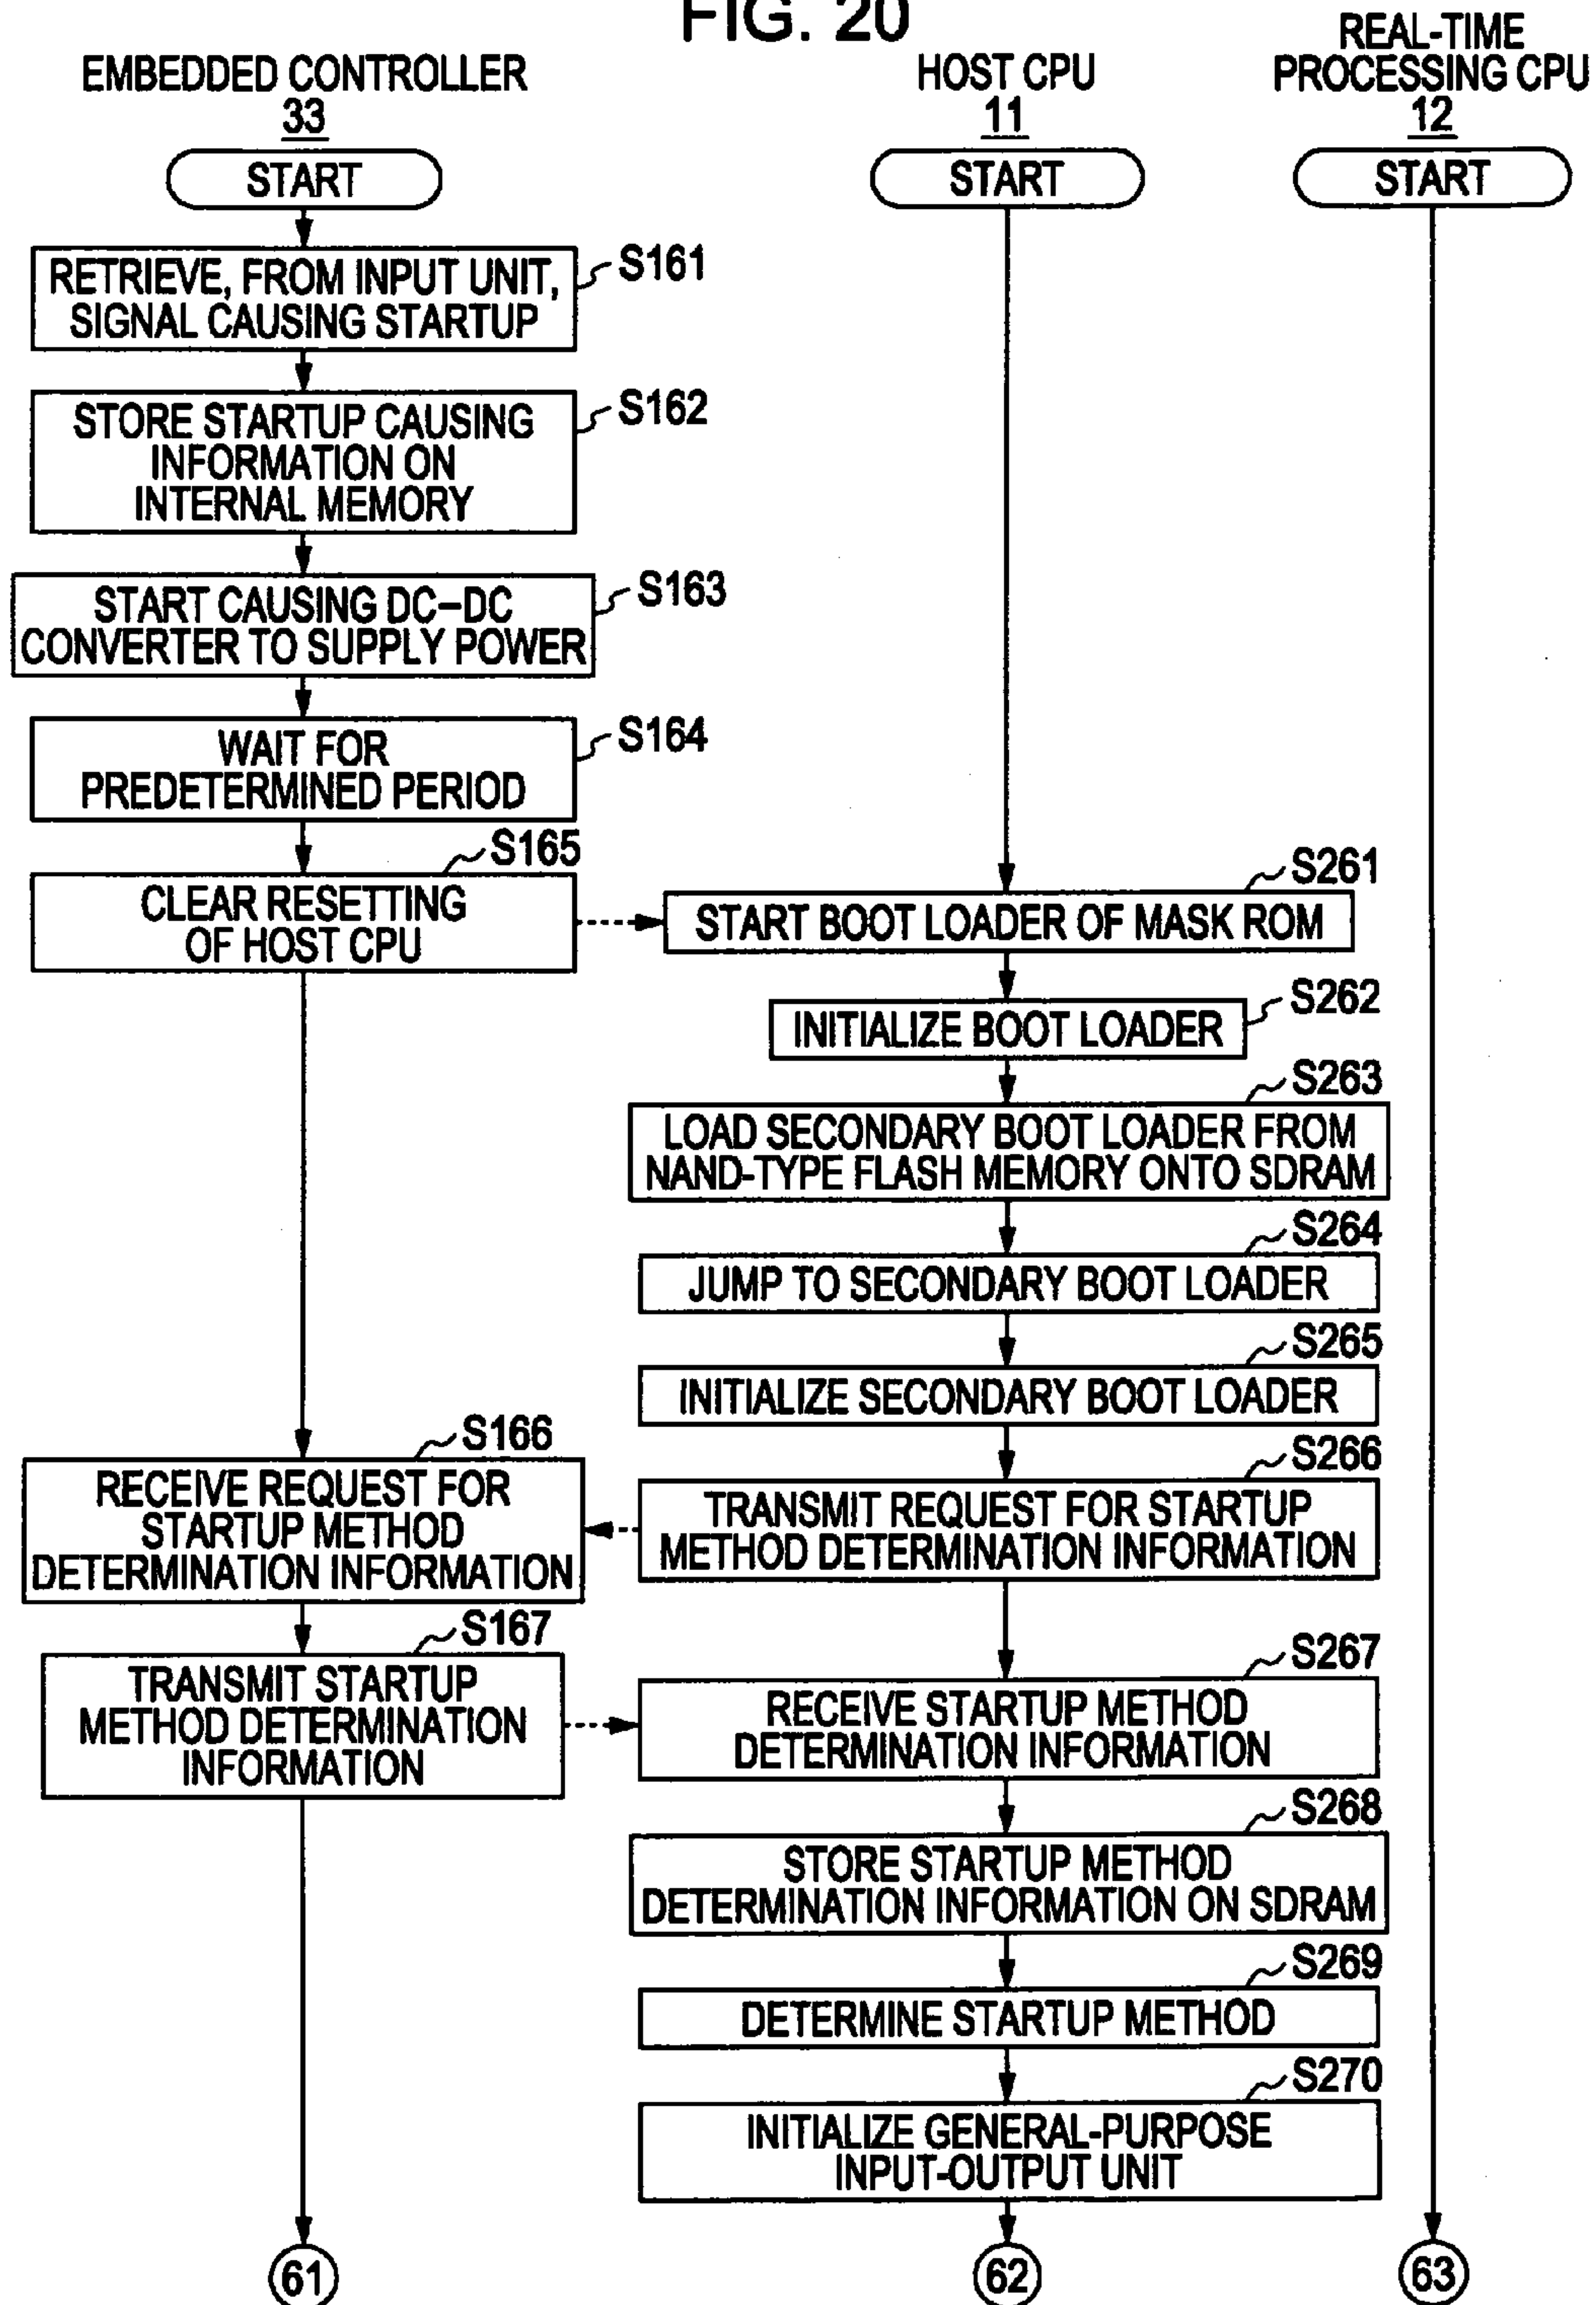 FIG. 20
EMBEDDED CONTROLLER
33
HOST CPU
11
REAL-TIME
PROCESSING CPU
12
START
START
START
RETRIEVE, FROM INPUT UNIT,
SIGNAL CAUSING STARTUP
S161
STORE STARTUP CAUSING
INFORMATION ON
INTERNAL MEMORY
S162
START CAUSING DC-DC
CONVERTER TO SUPPLY POWER
S163
WAIT FOR
PREDETERMINED PERIOD
S164
S165
CLEAR RESETTING
OF HOST CPU
S261
START BOOT LOADER OF MASK ROM
S262
INITIALIZE BOOT LOADER
S263
LOAD SECONDARY BOOT LOADER FROM
NAND-TYPE FLASH MEMORY ONTO SDRAM
S264
JUMP TO SECONDARY BOOT LOADER
S265
INITIALIZE SECONDARY BOOT LOADER
S166
RECEIVE REQUEST FOR
STARTUP METHOD
DETERMINATION INFORMATION
S266
TRANSMIT REQUEST FOR STARTUP
METHOD DETERMINATION INFORMATION
S167
TRANSMIT STARTUP
METHOD DETERMINATION
INFORMATION
S267
RECEIVE STARTUP METHOD
DETERMINATION INFORMATION
S268
STORE STARTUP METHOD
DETERMINATION INFORMATION ON SDRAM
S269
DETERMINE STARTUP METHOD
S270
INITIALIZE GENERAL-PURPOSE
INPUT-OUTPUT UNIT
61
62
63